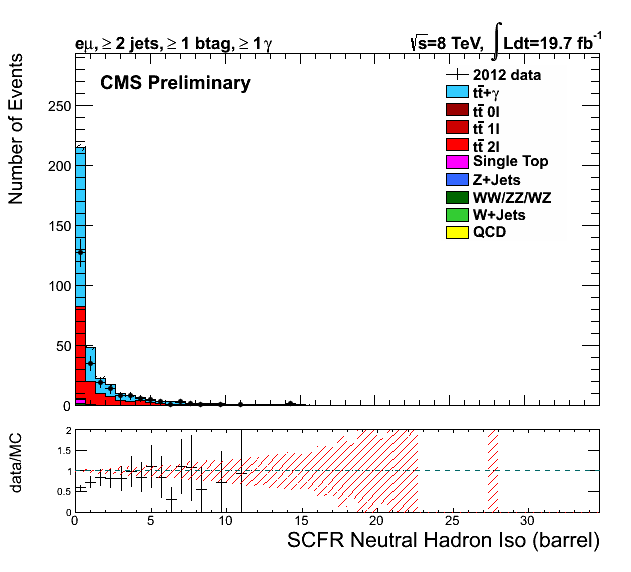 eμ, ≥ 2 jets, ≥ 1 btag, ≥ 1 γ
√s=8 TeV, ∫Ldt=19.7 fb⁻¹
CMS Preliminary
Number of Events
250
200
150
100
50
0
2012 data
tt̄+γ
tt̄ 0l
tt̄ 1l
tt̄ 2l
Single Top
Z+Jets
WW/ZZ/WZ
W+Jets
QCD
data/MC
2
1.5
1
0.5
0
0 5 10 15 20 25 30
SCFR Neutral Hadron Iso (barrel)